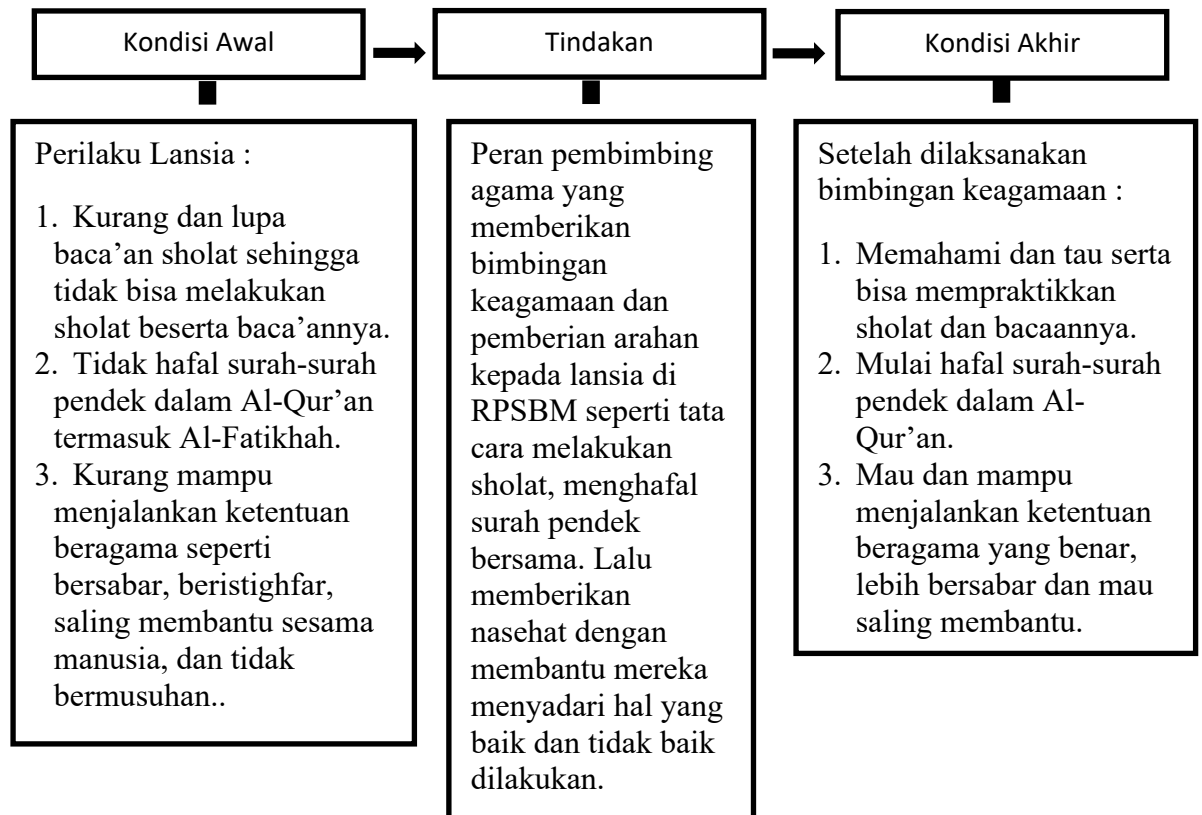 Kondisi Awal
Tindakan
Kondisi Akhir
Perilaku Lansia :
1. Kurang dan lupa
baca’an sholat sehingga
tidak bisa melakukan
sholat beserta baca’annya.
2. Tidak hafal surah-surah
pendek dalam Al-Qur’an
termasuk Al-Fatikhah.
3. Kurang mampu
menjalankan ketentuan
beragama seperti
bersabar, beristighfar,
saling membantu sesama
manusia, dan tidak
bermusuhan..
Peran pembimbing
agama yang
memberikan
bimbingan
keagamaan dan
pemberian arahan
kepada lansia di
RPSBM seperti tata
cara melakukan
sholat, menghafal
surah pendek
bersama. Lalu
memberikan
nasehat dengan
membantu mereka
menyadari hal yang
baik dan tidak baik
dilakukan.
Setelah dilaksanakan
bimbingan keagamaan :
1. Memahami dan tau serta
bisa mempraktikkan
sholat dan bacaannya.
2. Mulai hafal surah-surah
pendek dalam Al-
Qur’an.
3. Mau dan mampu
menjalankan ketentuan
beragama yang benar,
lebih bersabar dan mau
saling membantu.